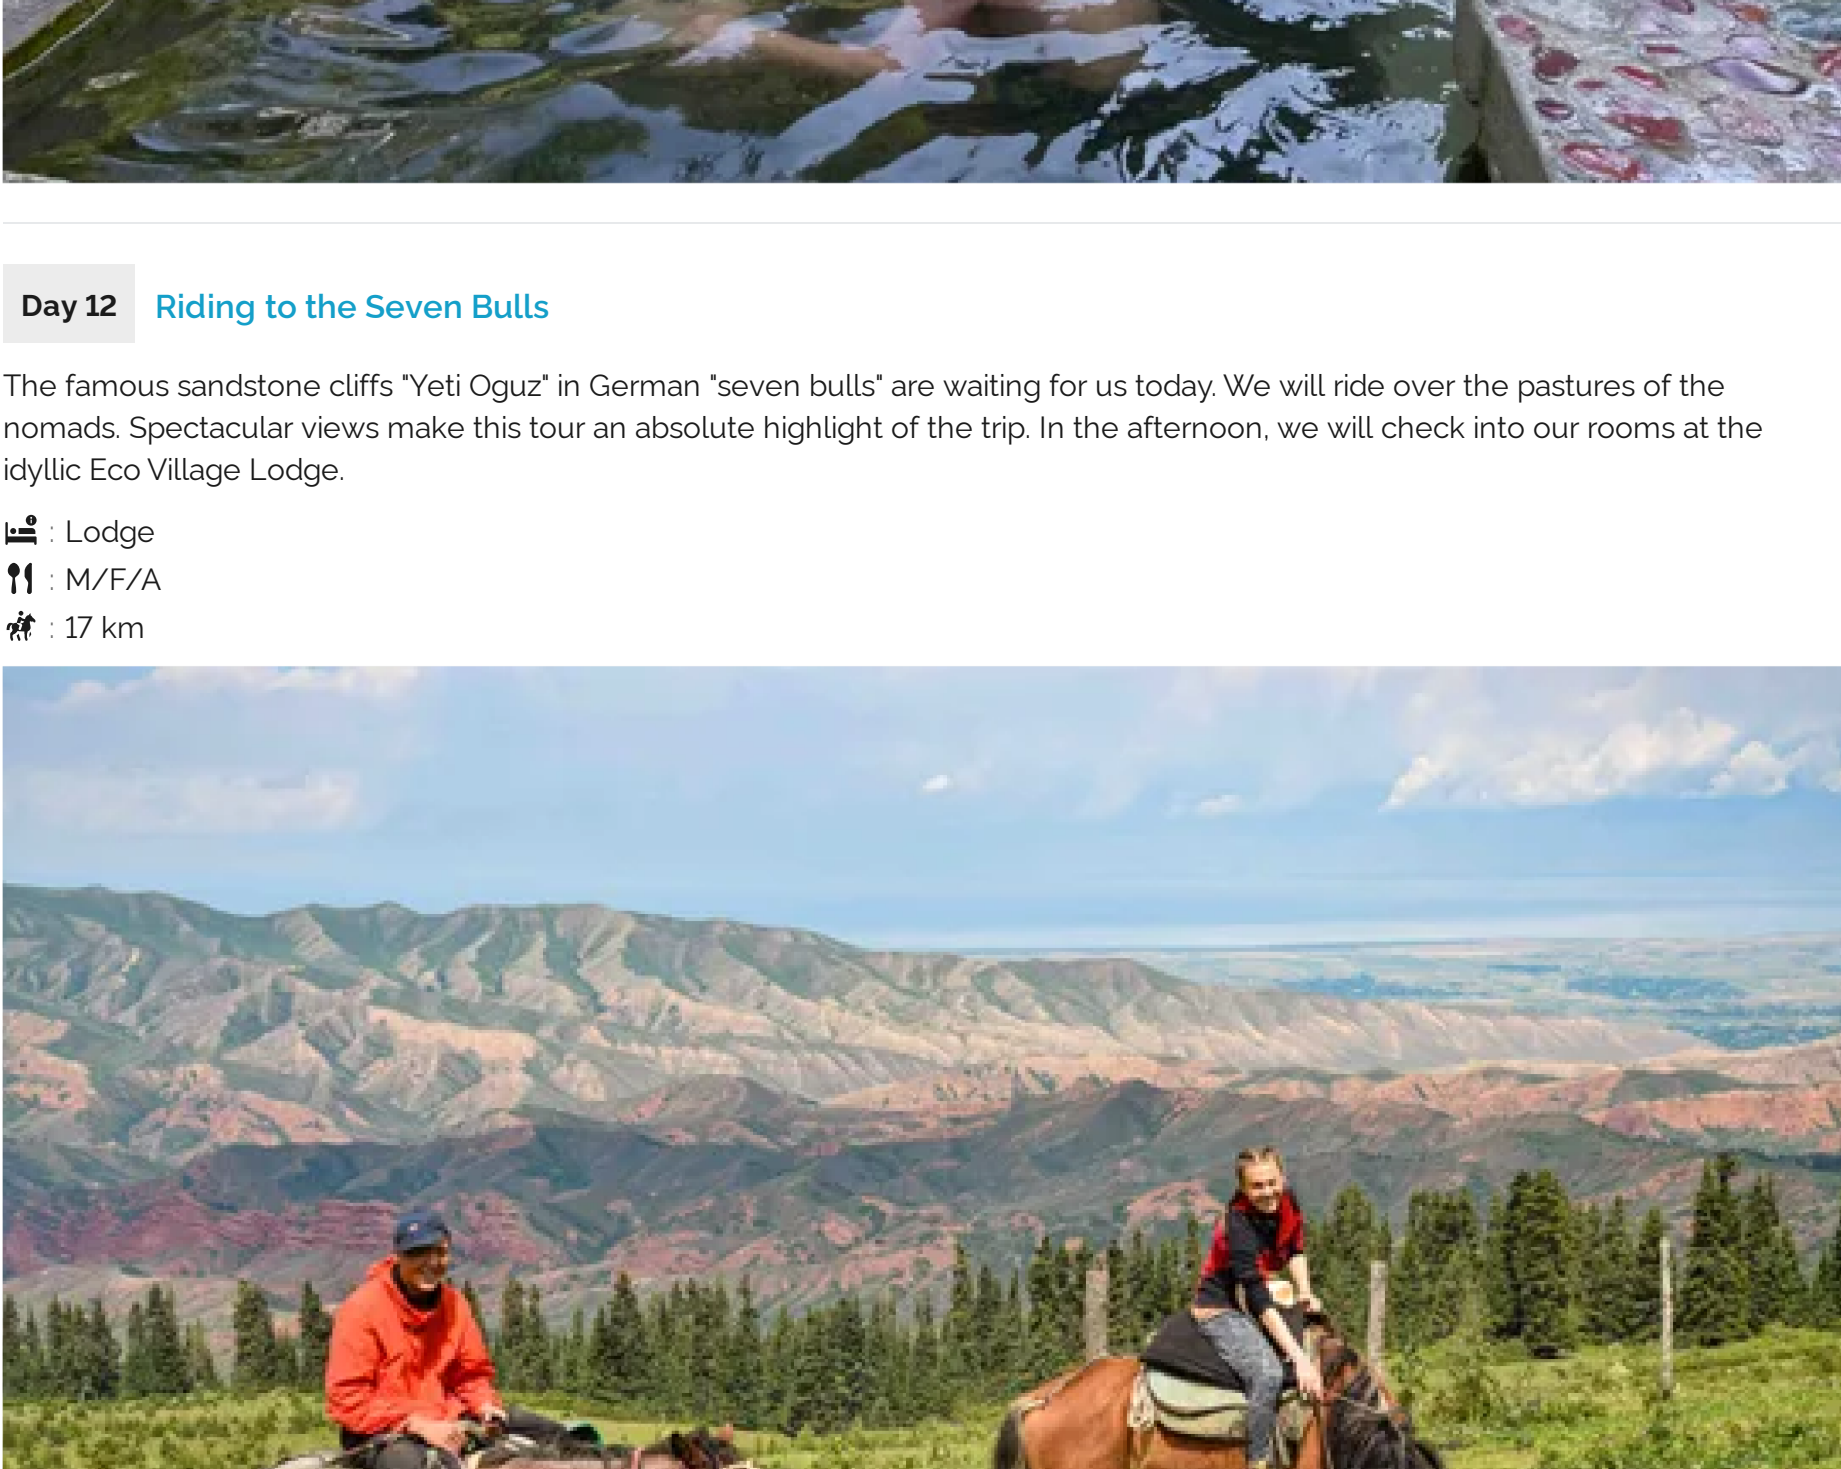 Day 12
Riding to the Seven Bulls
The famous sandstone cliffs "Yeti Oguz" in German "seven bulls" are waiting for us today. We will ride over the pastures of the
nomads. Spectacular views make this tour an absolute highlight of the trip. In the afternoon, we will check into our rooms at the
idyllic Eco Village Lodge.
: Lodge
: M/F/A
: 17 km